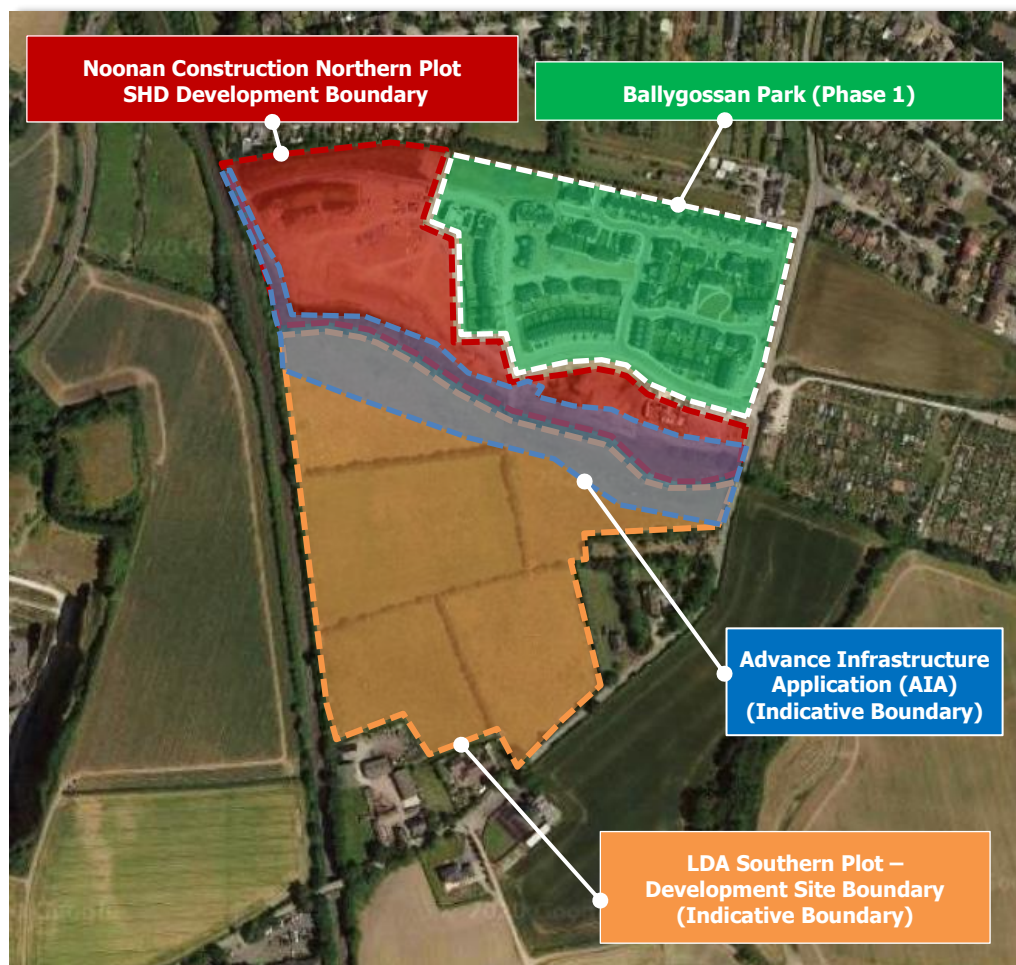 Noonan Construction Northern Plot
SHD Development Boundary
Ballygossan Park (Phase 1)
Advance Infrastructure
Application (AIA)
(Indicative Boundary)
LDA Southern Plot –
Development Site Boundary
(Indicative Boundary)